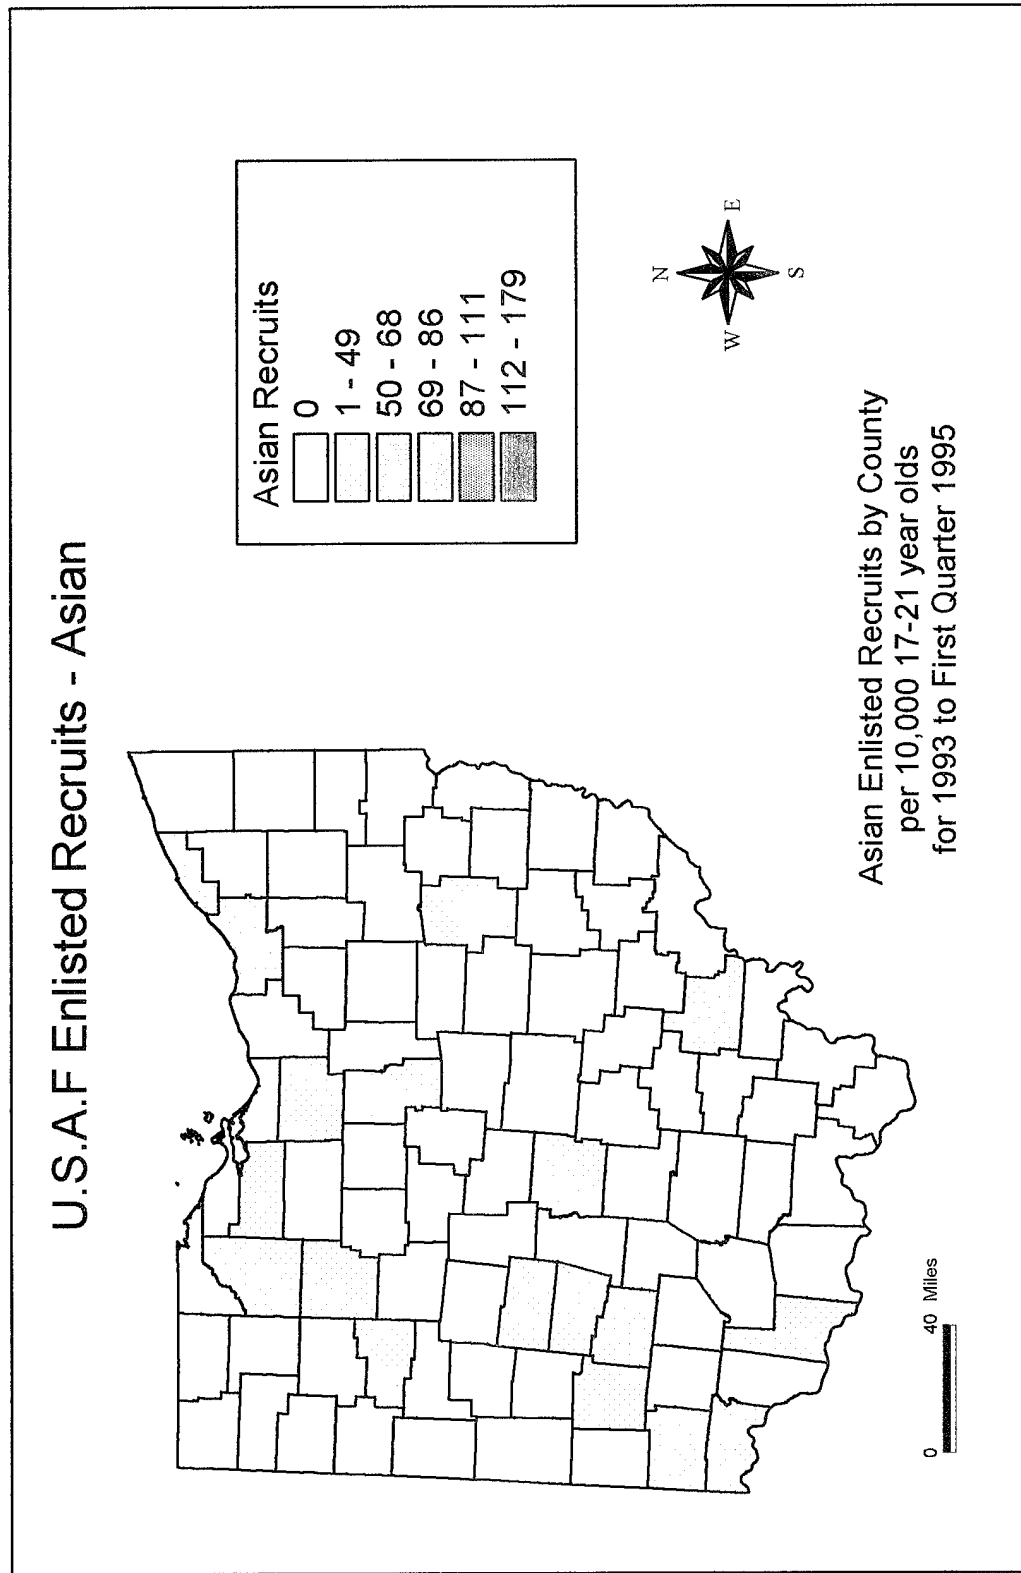 U.S.A.F Enlisted Recruits - Asian
Asian Recruits
0
1 - 49
50 - 68
69 - 86
87 - 111
112 - 179
N
W
E
S
Asian Enlisted Recruits by County
per 10,000 17-21 year olds
for 1993 to First Quarter 1995
0
40 Miles